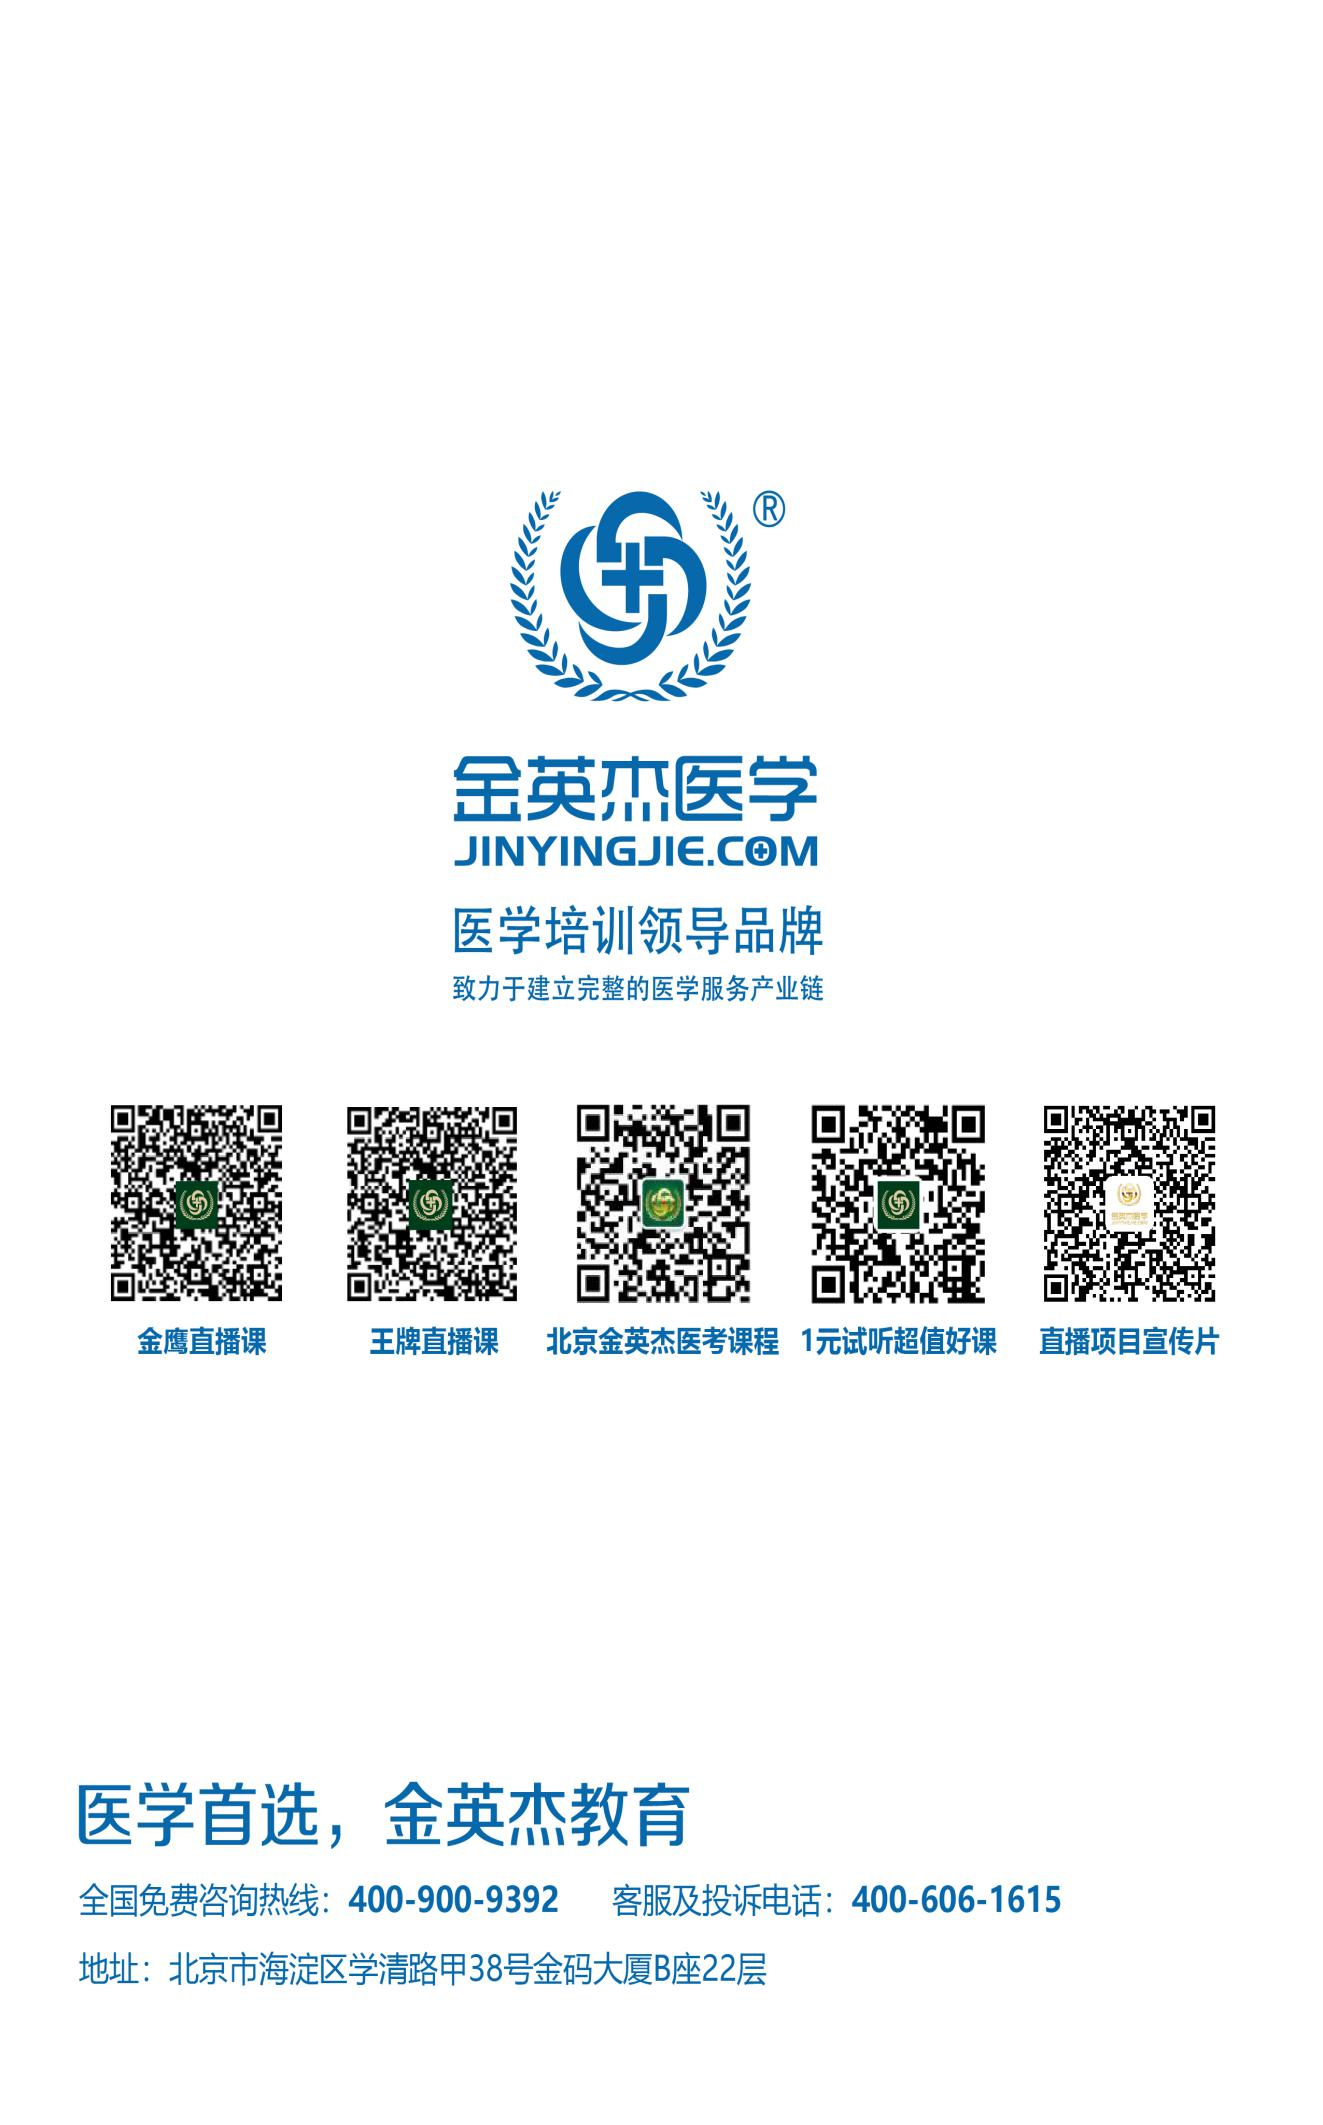 ®
金英杰医学
JINYINGJIE.COM
医学培训领导品牌
致力于建立完整的医学服务产业链
金鹰直播课 王牌直播课 北京金英杰医考课程 1元试听超值好课 直播项目宣传片
医学首选，金英杰教育
全国免费咨询热线：400-900-9392 客服及投诉电话：400-606-1615
地址：北京市海淀区学清路甲38号金码大厦B座22层